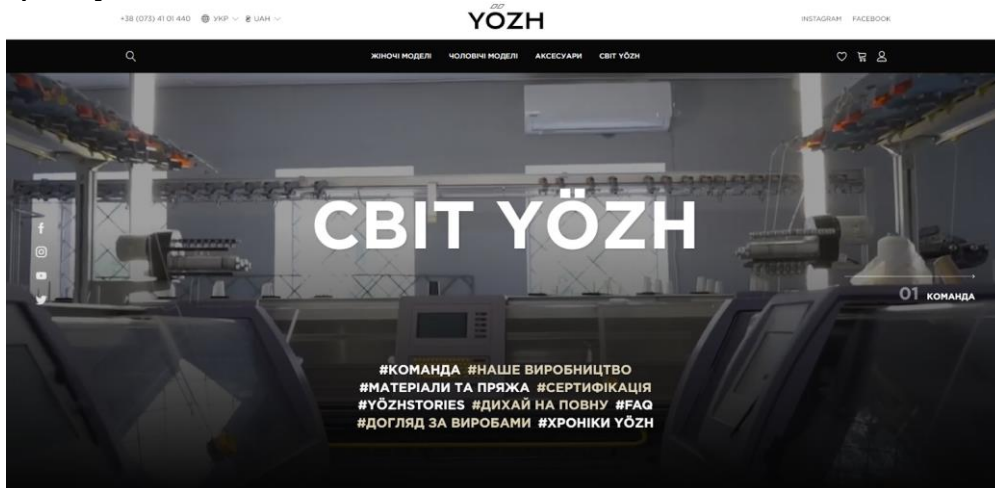 +38 (073) 41 01 440 УКР ₴ UAH
YÖZH
INSTAGRAM FACEBOOK
ЖІНОЧІ МОДЕЛІ ЧОЛОВІЧІ МОДЕЛІ АКСЕСУАРИ СВІТ YÖZH
СВІТ YÖZH
01 КОМАНДА
#КОМАНДА #НАШЕ ВИРОБНИЦТВО
#МАТЕРІАЛИ ТА ПРЯЖА #СЕРТИФІКАЦІЯ
#YÖZHSTORIES #ДИХАЙ НА ПОВНУ #FAQ
#ДОГЛЯД ЗА ВИРОБАМИ #ХРОНІКИ YÖZH